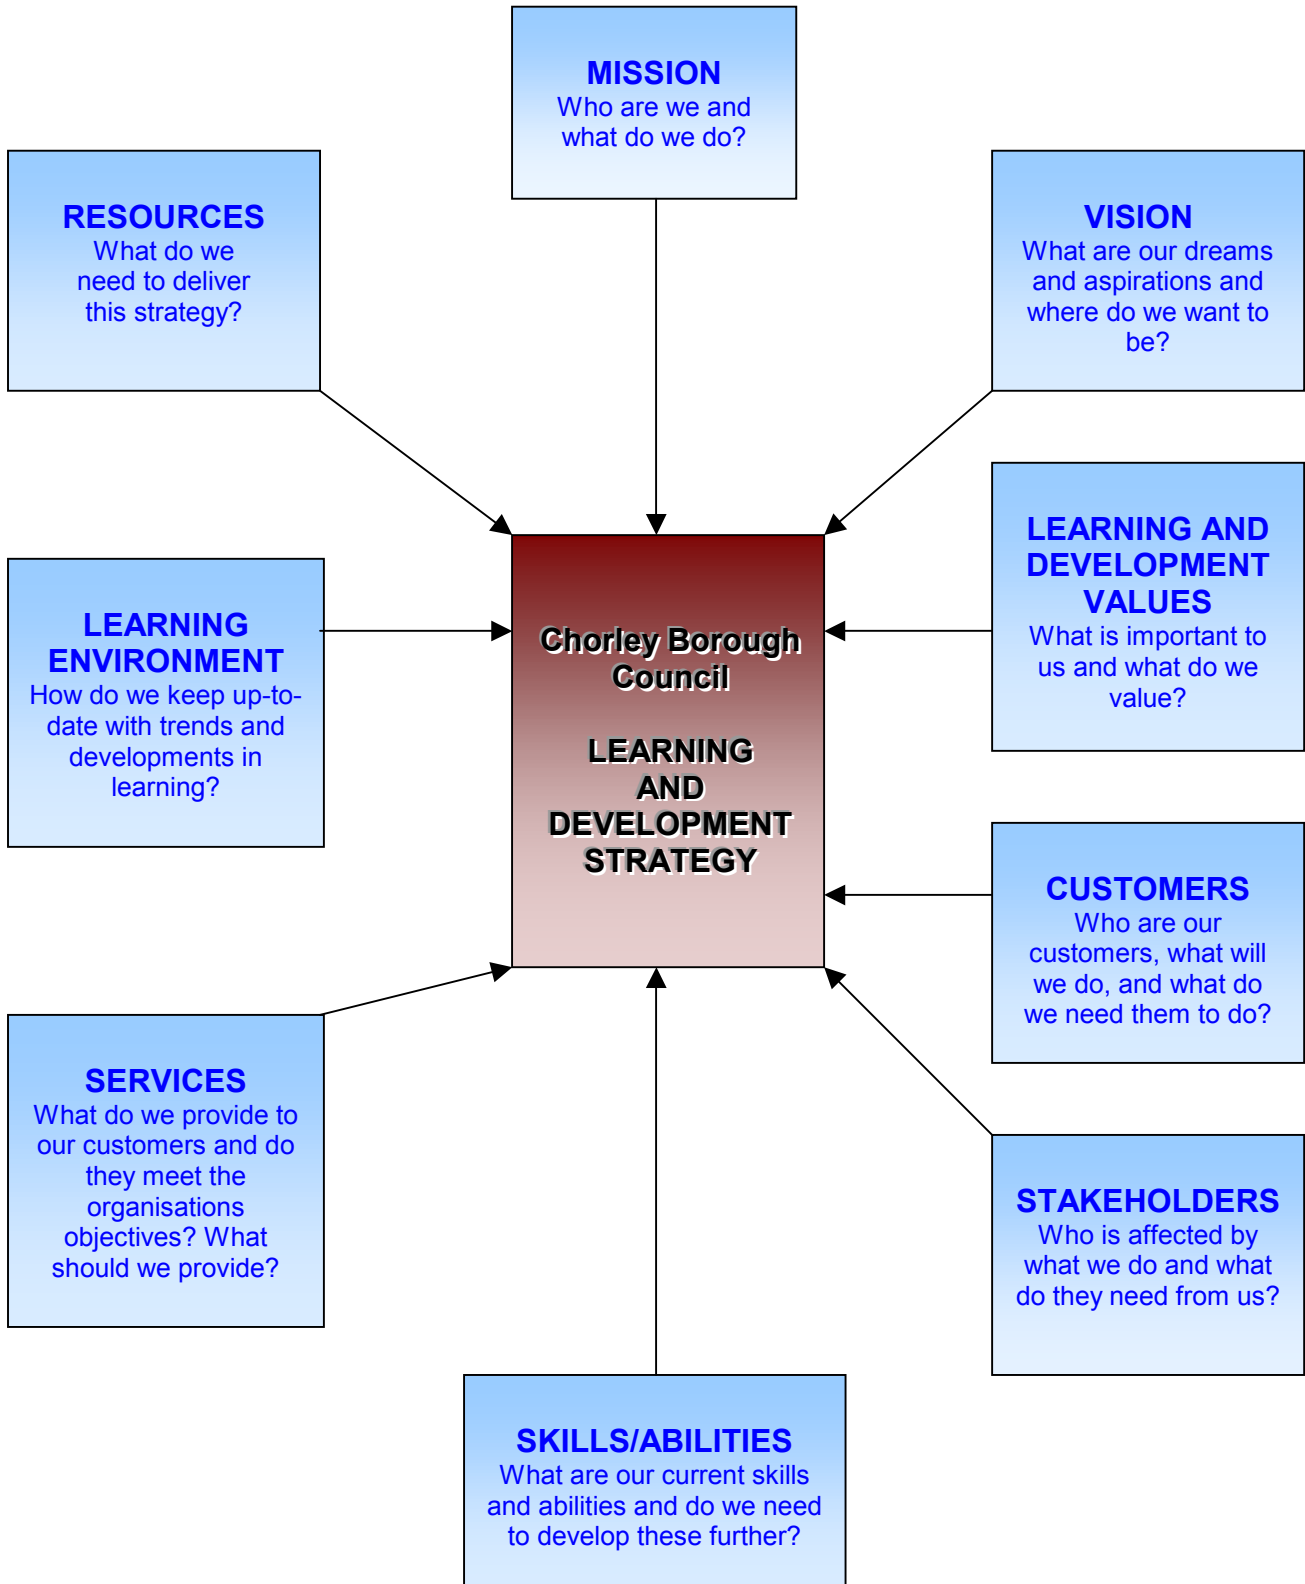 MISSION
Who are we and
what do we do?
RESOURCES
What do we
need to deliver
this strategy?
VISION
What are our dreams
and aspirations and
where do we want to
be?
LEARNING AND
DEVELOPMENT
VALUES
What is important to
us and what do we
value?
LEARNING
ENVIRONMENT
How do we keep up-to-
date with trends and
developments in
learning?
Chorley Borough
Council
LEARNING
AND
DEVELOPMENT
STRATEGY
CUSTOMERS
Who are our
customers, what will
we do, and what do
we need them to do?
SERVICES
What do we provide to
our customers and do
they meet the
organisations
objectives? What
should we provide?
STAKEHOLDERS
Who is affected by
what we do and what
do they need from us?
SKILLS/ABILITIES
What are our current skills
and abilities and do we need
to develop these further?